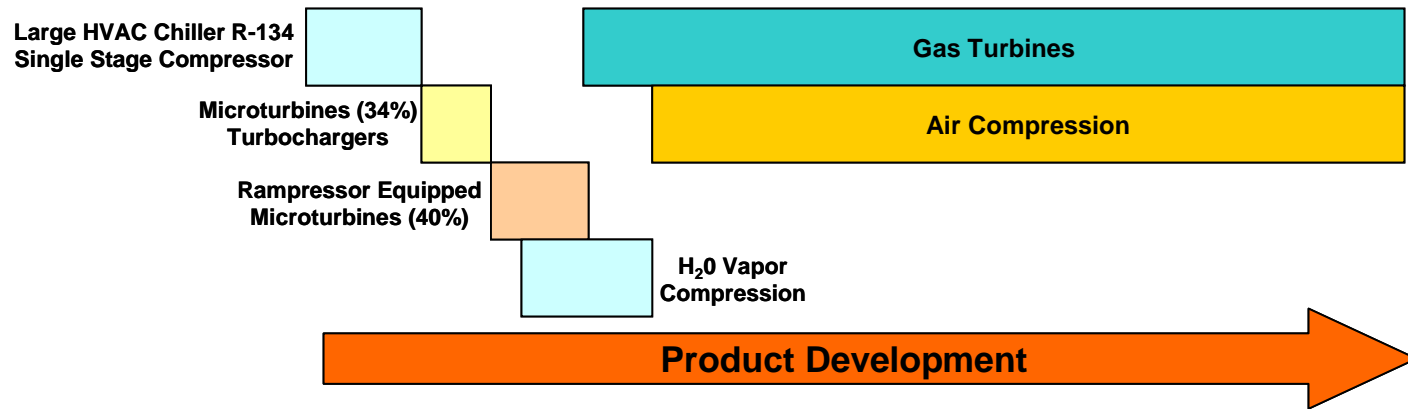 Large HVAC Chiller R-134
Single Stage Compressor
Gas Turbines
Microturbines (34%)
Turbochargers
Air Compression
Rampressor Equipped
Microturbines (40%)
H₂0 Vapor
Compression
Product Development